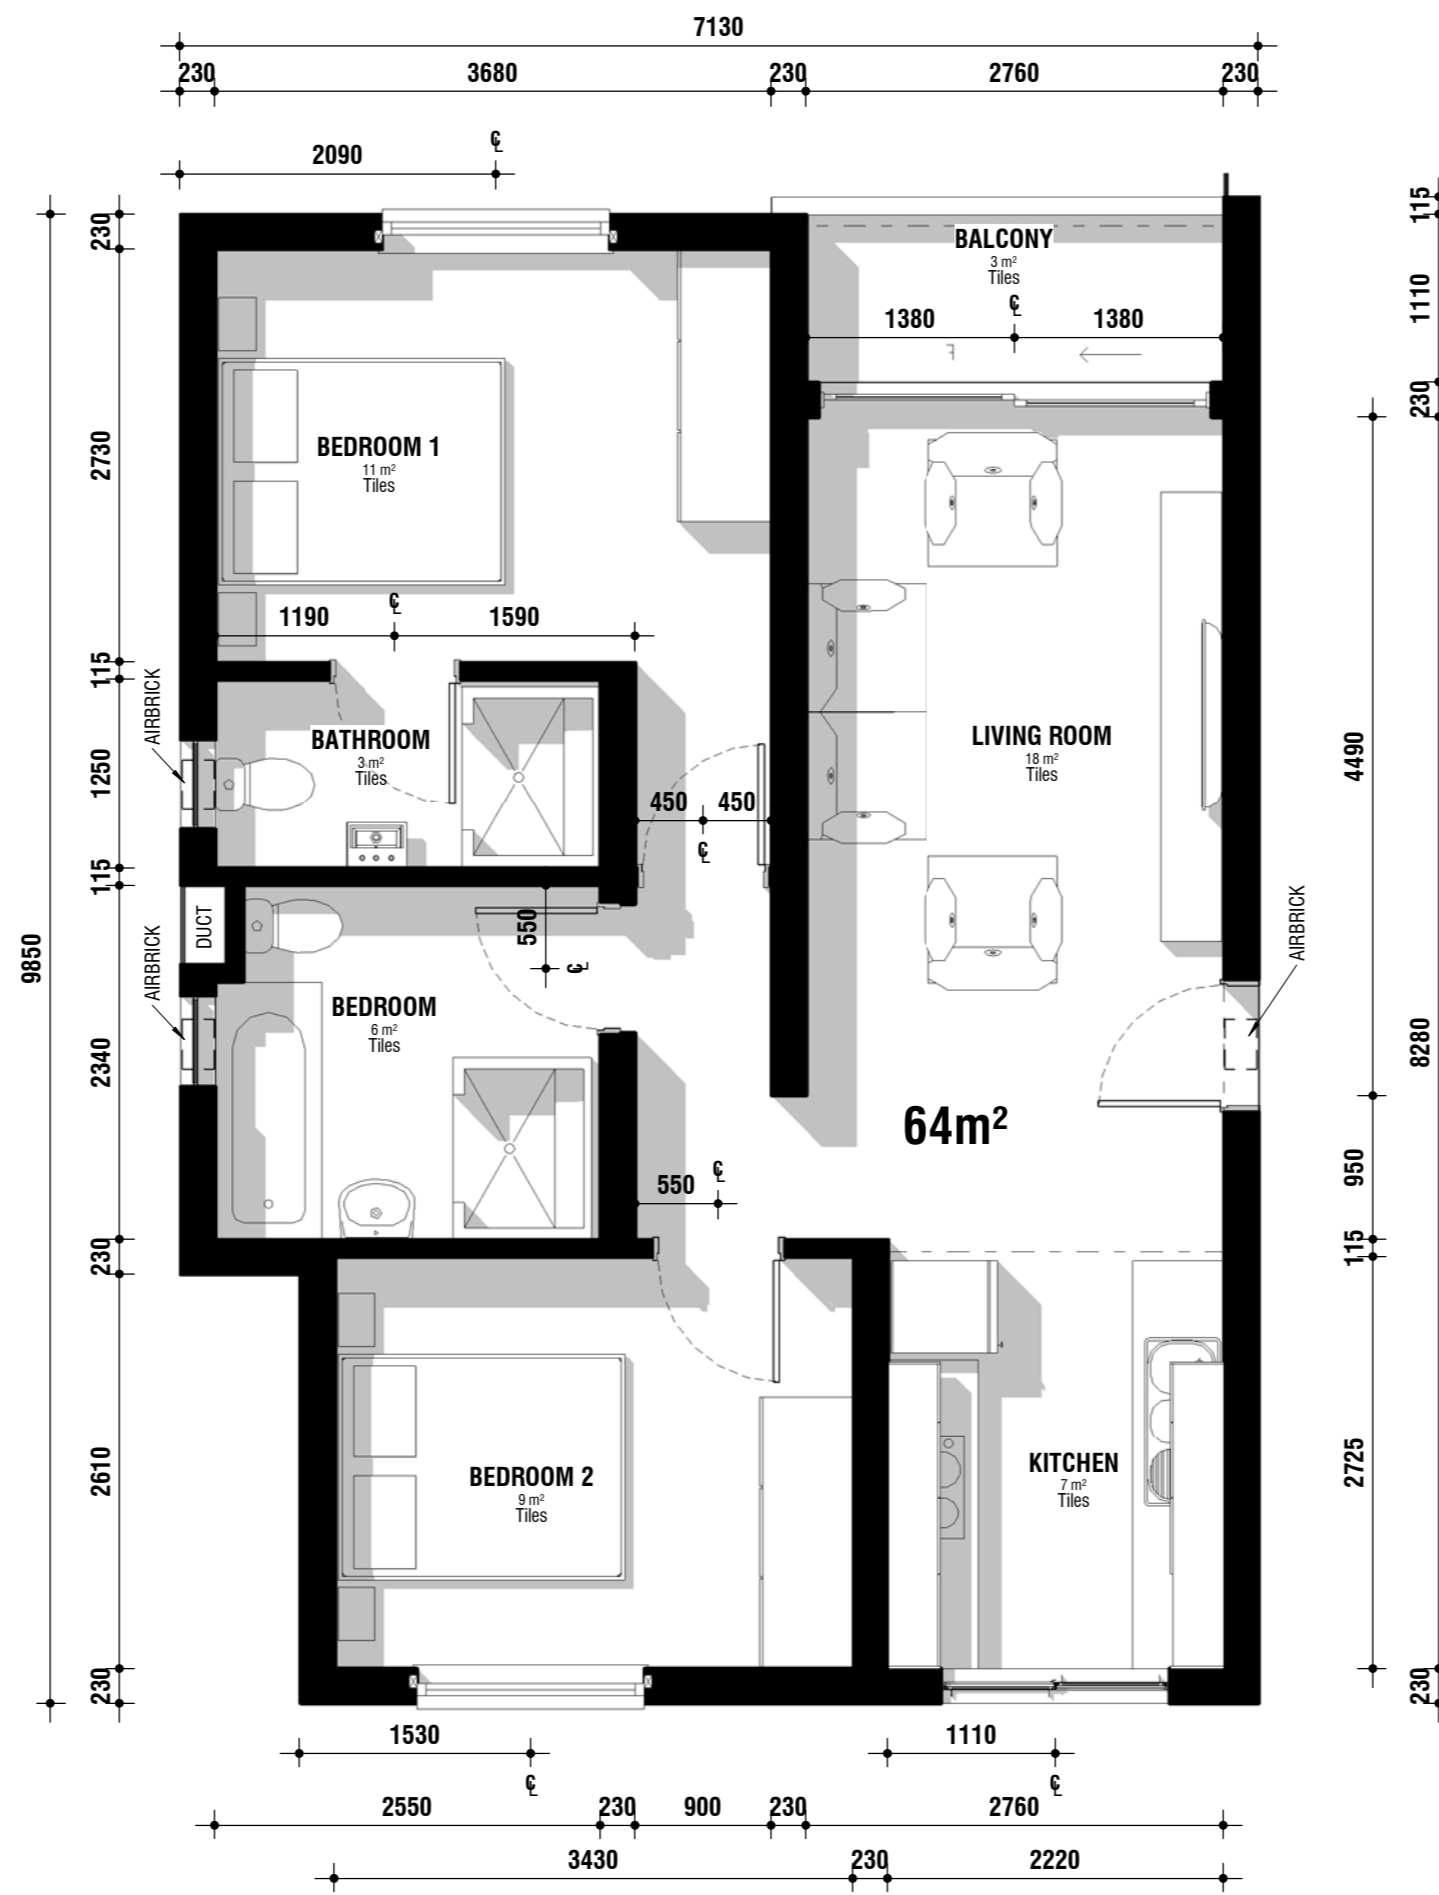 7130
230 3680 230 2760 230
2090 ℄
BALCONY
3 m²
Tiles
℄
1380 1380
BEDROOM 1
11 m²
Tiles
℄
1190 1590
BATHROOM
3 m²
Tiles
AIRBRICK
450 450
℄
LIVING ROOM
18 m²
Tiles
DUCT
550
℄
AIRBRICK
BEDROOM
6 m²
Tiles
AIRBRICK
64m²
550 ℄
BEDROOM 2
9 m²
Tiles
KITCHEN
7 m²
Tiles
9850
230
2730
115
1250
115
2340
230
2610
230
4490
950
115
2725
115
1110
230
8280
230
1530 1110
℄ ℄
2550 230 900 230 2760
3430 230 2220